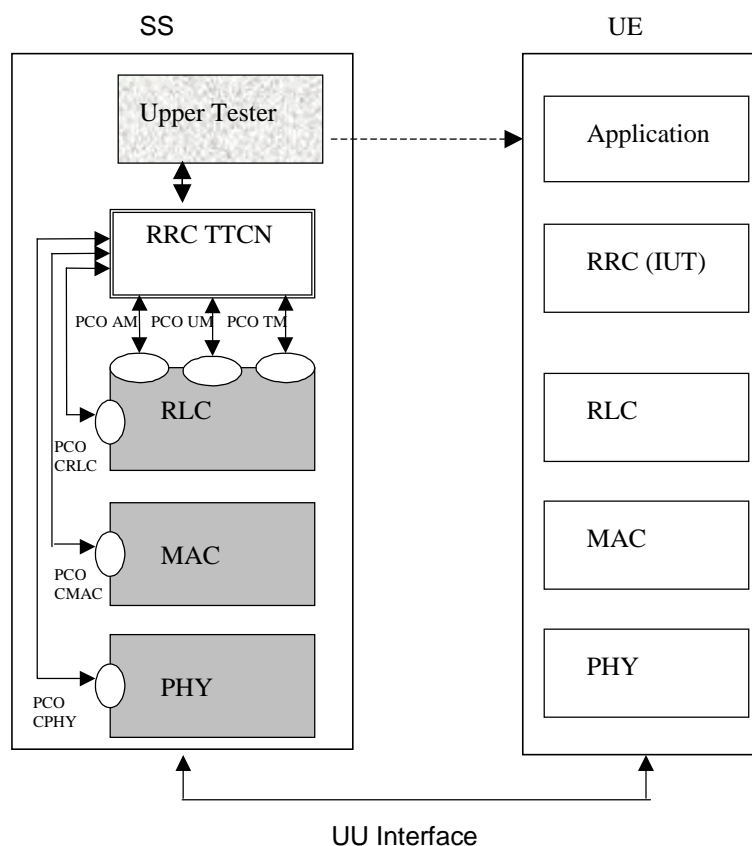 SS
UE
Upper Tester
Application
RRC TTCN
RRC (IUT)
PCO AM
PCO UM
PCO TM
RLC
RLC
PCO
CRLC
MAC
MAC
PCO
CMAC
PHY
PHY
PCO
CPHY
UU Interface